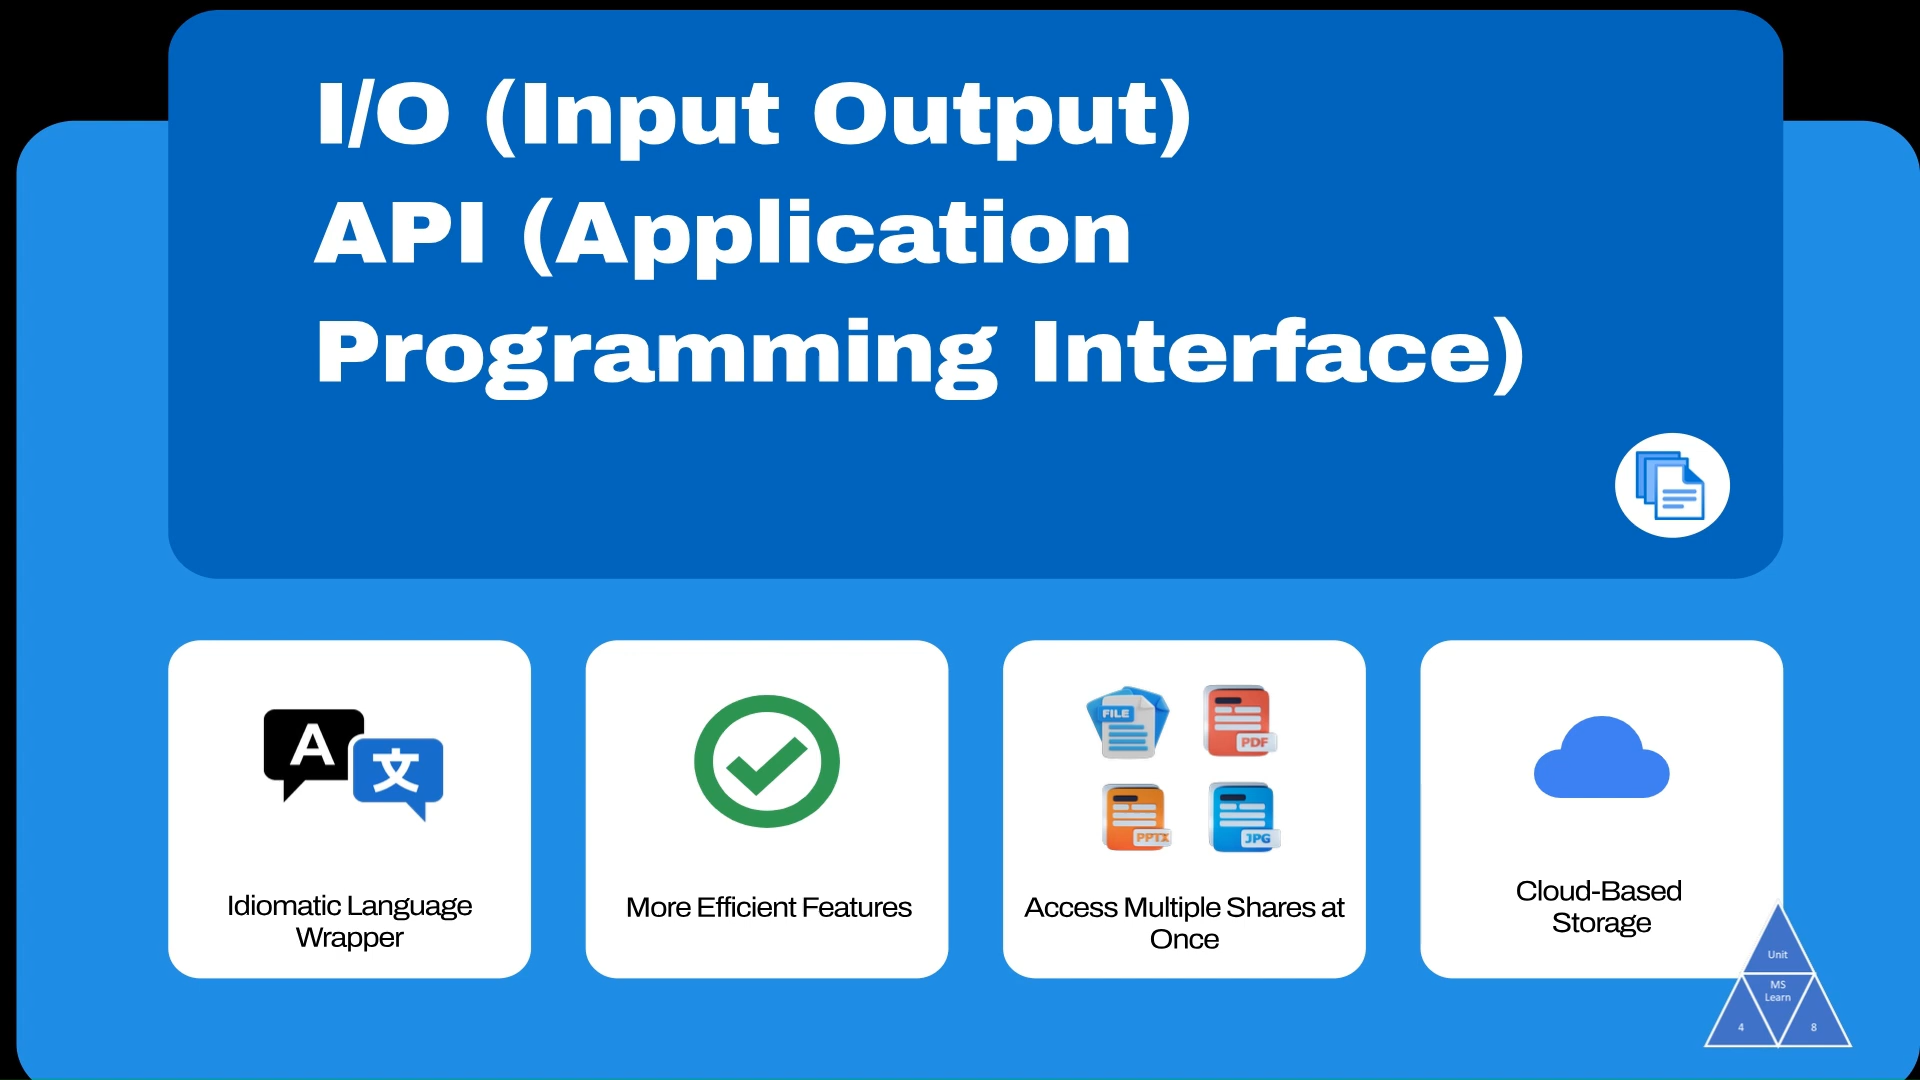 I/O (Input Output)
API (Application
Programming Interface)
A
文
FILE
PDF
PPTX
JPG
Idiomatic Language
Wrapper
More Efficient Features
Access Multiple Shares at
Once
Cloud-Based
Storage
Unit
MS
Learn
4
8